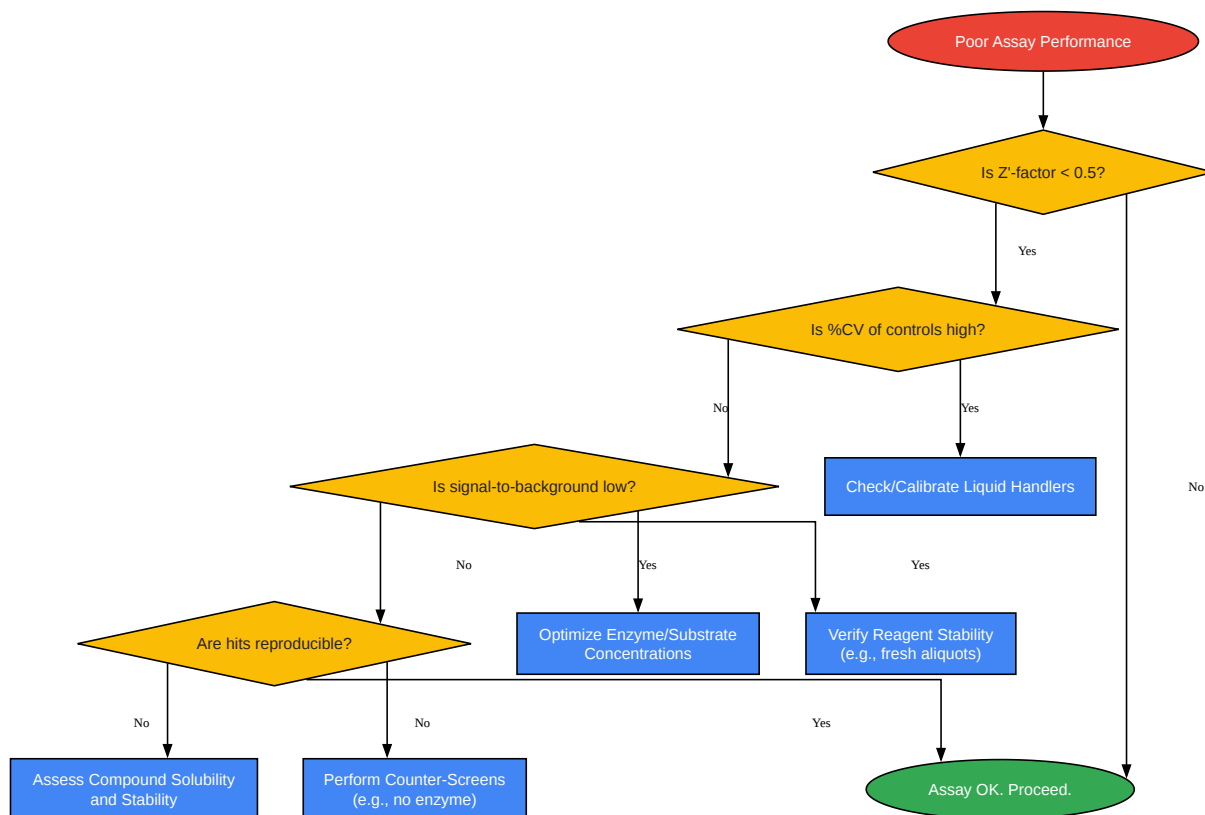 Poor Assay Performance
Is Z'-factor < 0.5?
Yes
Is %CV of controls high?
No
Yes
Is signal-to-background low?
Check/Calibrate Liquid Handlers
No
No
Yes
Yes
Are hits reproducible?
Optimize Enzyme/Substrate
Concentrations
Verify Reagent Stability
(e.g., fresh aliquots)
No
No
Yes
Assess Compound Solubility
and Stability
Perform Counter-Screens
(e.g., no enzyme)
Assay OK. Proceed.